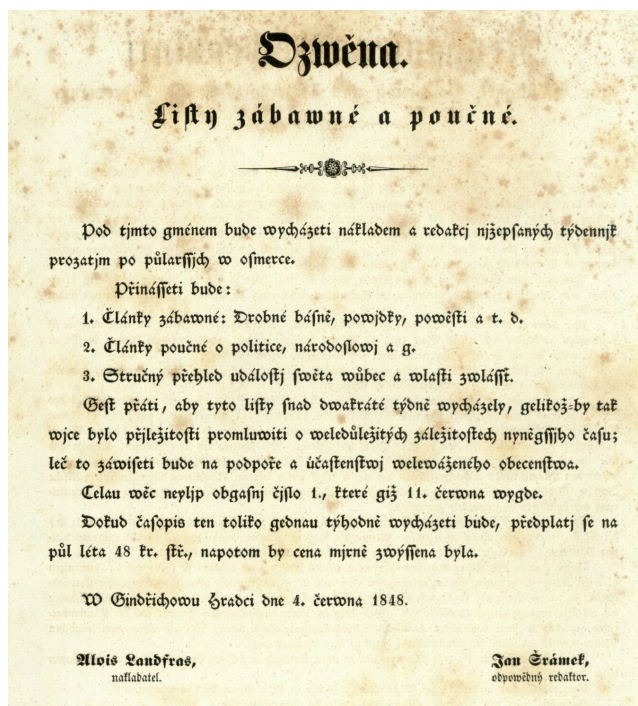 Ozwěna.
Listy zábawné a poučné.
Pod tjmto gménem bude wycházeti nákladem a redakcj njžepsaných týdennjk
prozatjm po půlarssjch w osmerce.
Přinásseti bude:
1. Články zábawné: Drobné básně, powjdky, powěsti a t. d.
2. Články poučné o politice, národoslowj a g.
3. Stručný přehled událostj swěta wůbec a wlasti zwlásst.
Gest přáti, aby tyto listy snad dwakráté týdně wycházely, gelikož-by tak
wjce bylo přjležitosti promluwiti o weledůležitých záležitostech nyněgssjho času;
leč to záwiseti bude na podpoře a účastenstwj welewáženého obecenstwa.
Celau wěc neyljp obgasnj čjslo 1., které giž 11. čerwna wygde.
Dokud časopis ten toliko gednau týhodně wycházeti bude, předplatj se na
půl léta 48 kr. stř., napotom by cena mjrně zwýssena byla.
W Gindřichowu Hradci dne 4. čerwna 1848.
Alois Landfras,
nakladatel.
Jan Šrámek,
odpowědný redaktor.